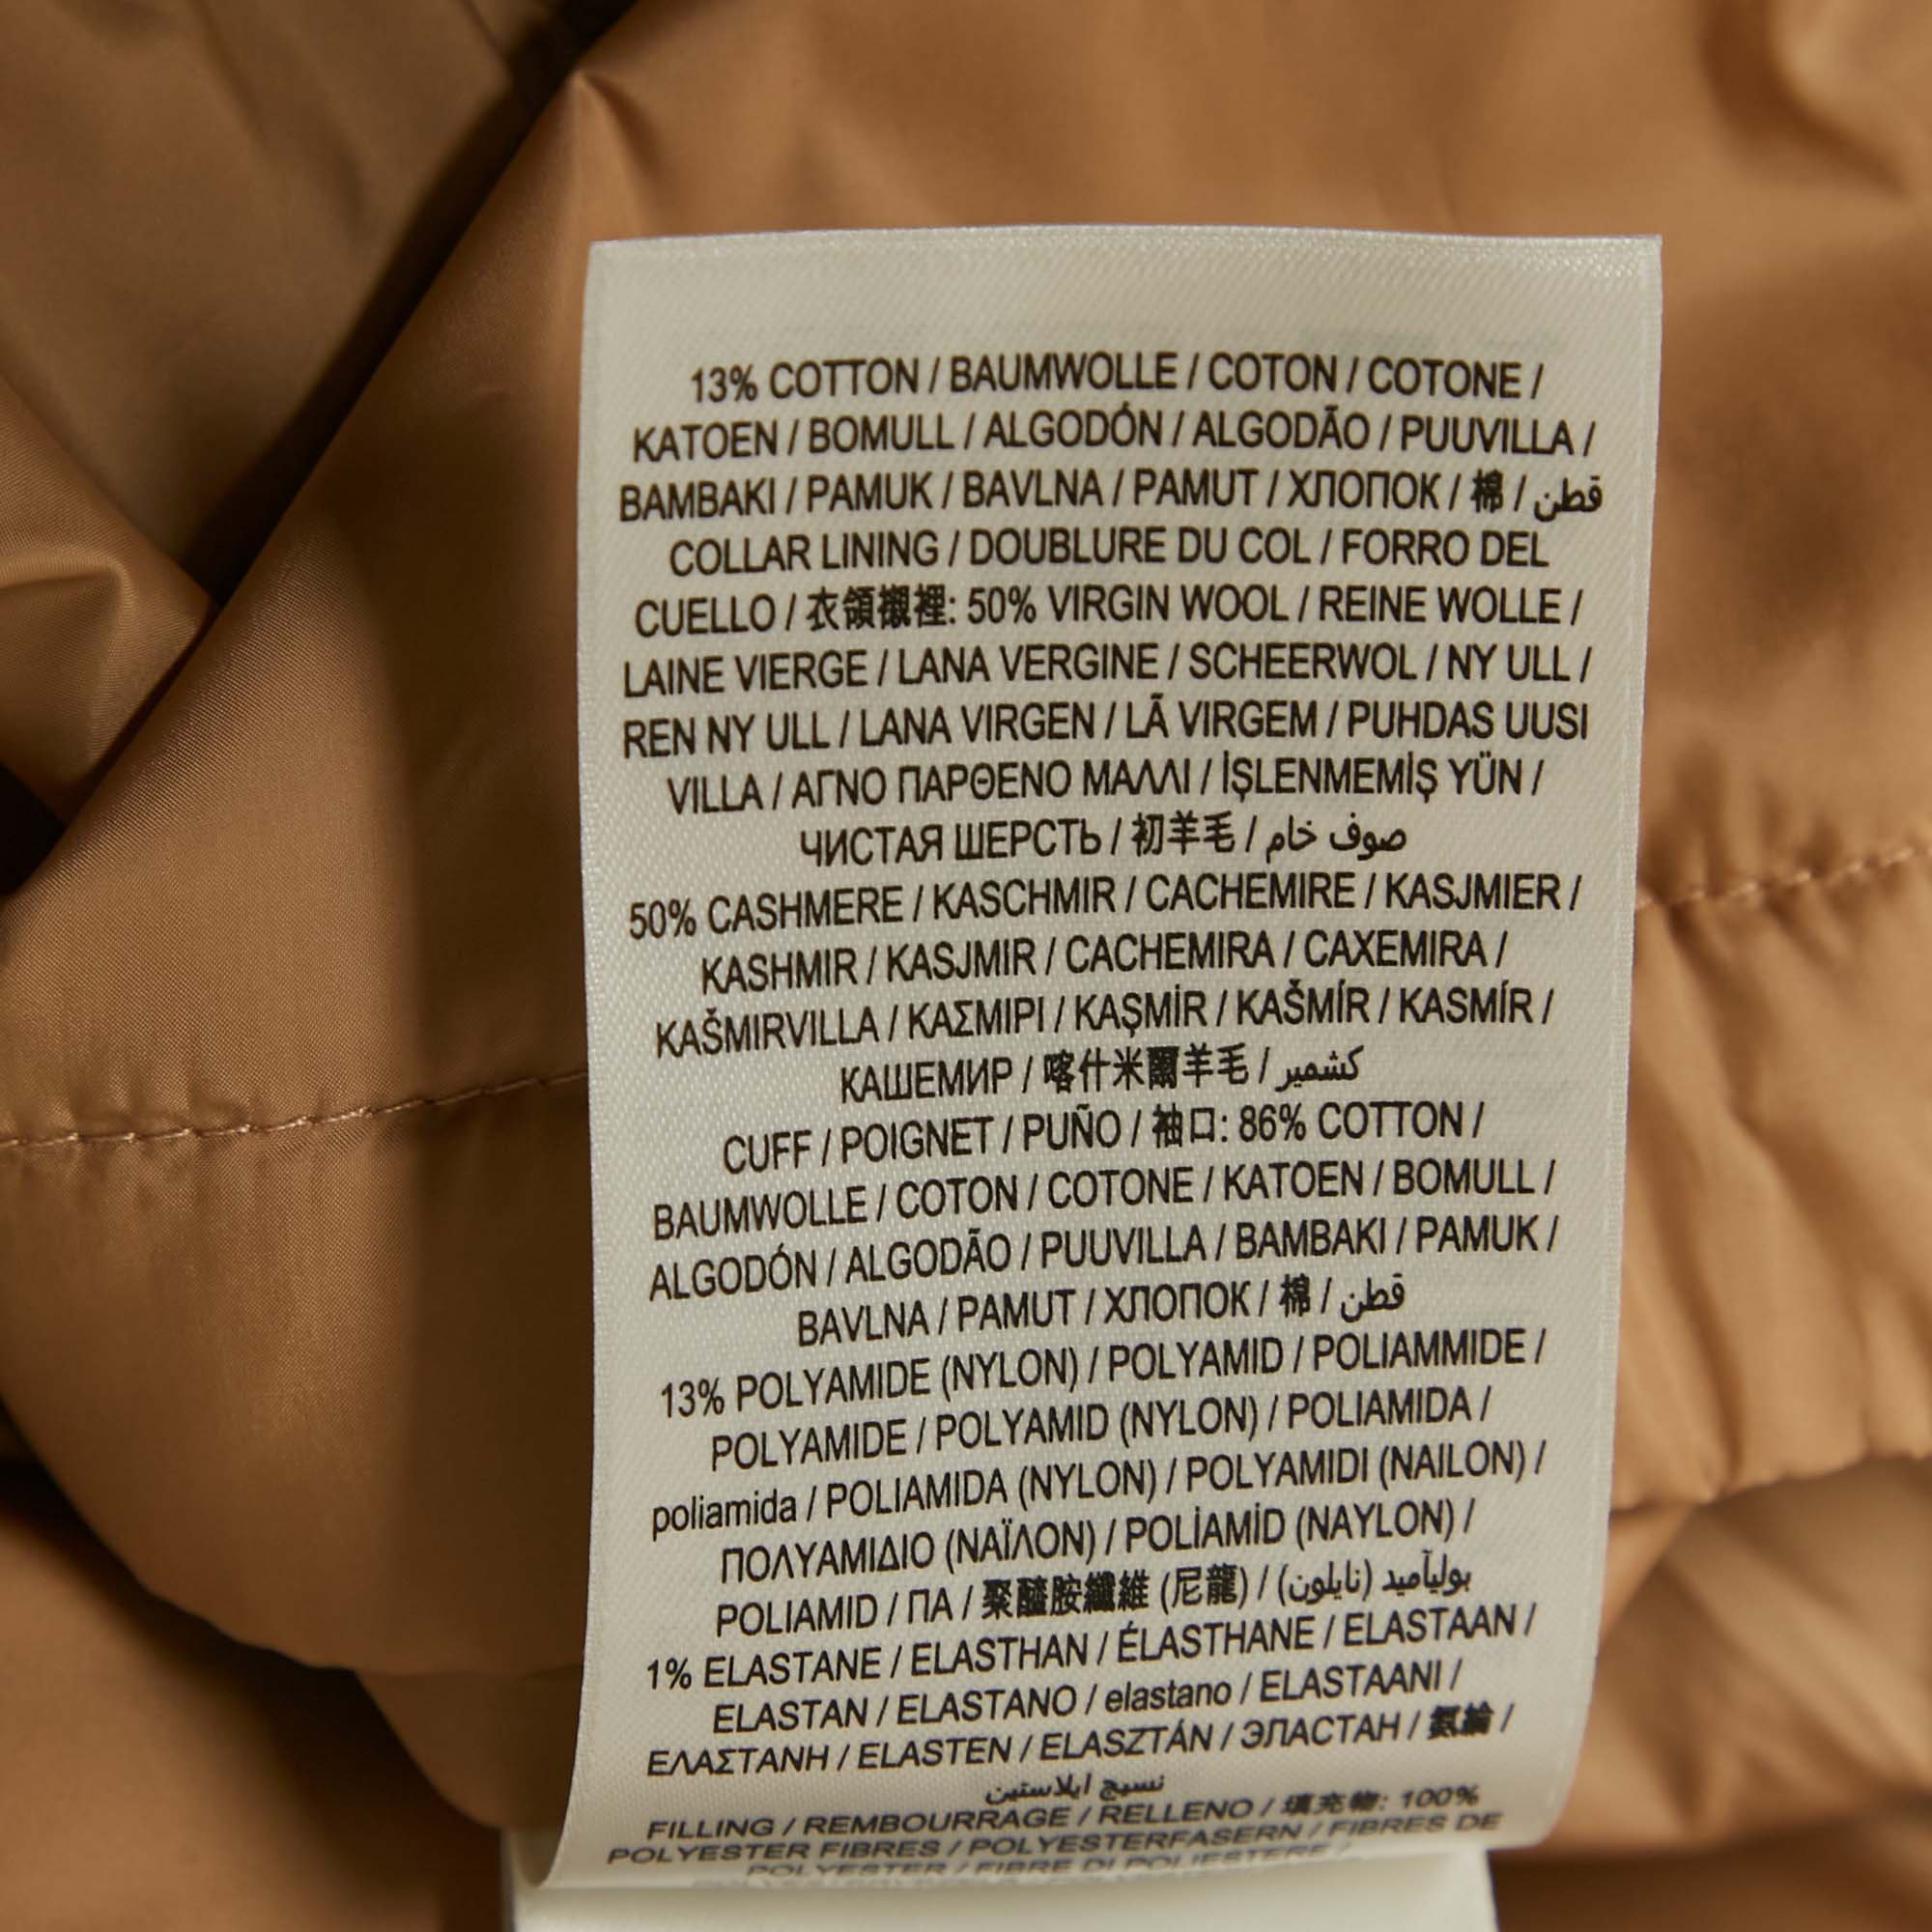 13% COTTON / BAUMWOLLE / COTON / COTONE /
KATOEN / BOMULL / ALGODÓN / ALGODÃO / PUUVILLA /
BAMBAKI / PAMUK / BAVLNA / PAMUT / ХЛОПОК / 棉 / قطن
COLLAR LINING / DOUBLURE DU COL / FORRO DEL
CUELLO / 衣領襯裡: 50% VIRGIN WOOL / REINE WOLLE /
LAINE VIERGE / LANA VERGINE / SCHEERWOL / NY ULL /
REN NY ULL / LANA VIRGEN / LÃ VIRGEM / PUHDAS UUSI
VILLA / ΑΓΝΟ ΠΑΡΘΕΝΟ ΜΑΛΛΙ / İŞLENMEMİŞ YÜN /
ЧИСТАЯ ШЕРСТЬ / 初羊毛 / صوف خام
50% CASHMERE / KASCHMIR / CACHEMIRE / KASJMIER /
KASHMIR / KASJMIR / CACHEMIRA / CAXEMIRA /
KAŠMIRVILLA / ΚΑΣΜΙΡΙ / KAŞMİR / KAŠMÍR / KASMÍR /
КАШЕМИР / 喀什米爾羊毛 / كشمير
CUFF / POIGNET / PUÑO / 袖口: 86% COTTON /
BAUMWOLLE / COTON / COTONE / KATOEN / BOMULL /
ALGODÓN / ALGODÃO / PUUVILLA / BAMBAKI / PAMUK /
BAVLNA / PAMUT / ХЛОПОК / 棉 / قطن
13% POLYAMIDE (NYLON) / POLYAMID / POLIAMMIDE /
POLYAMIDE / POLYAMID (NYLON) / POLIAMIDA /
poliamida / POLIAMIDA (NYLON) / POLYAMIDI (NAILON) /
ΠΟΛΥΑΜΙΔΙΟ (ΝΑΪΛΟΝ) / POLİAMİD (NAYLON) /
POLIAMID / ПА / 聚醯胺纖維 (尼龍) / بوليآميد (نايلون)
1% ELASTANE / ELASTHAN / ÉLASTHANE / ELASTAAN /
ELASTAN / ELASTANO / elastano / ELASTAANI /
ΕΛΑΣΤΑΝΗ / ELASTEN / ELASZTÁN / ЭЛАСТАН / 氨綸 /
نسيج ايلاستين
FILLING / REMBOURRAGE / RELLENO / 填充物: 100%
POLYESTER FIBRES / POLYESTERFASERN / FIBRES DE
POLYESTER / FIBRE DI POLIESTERE /